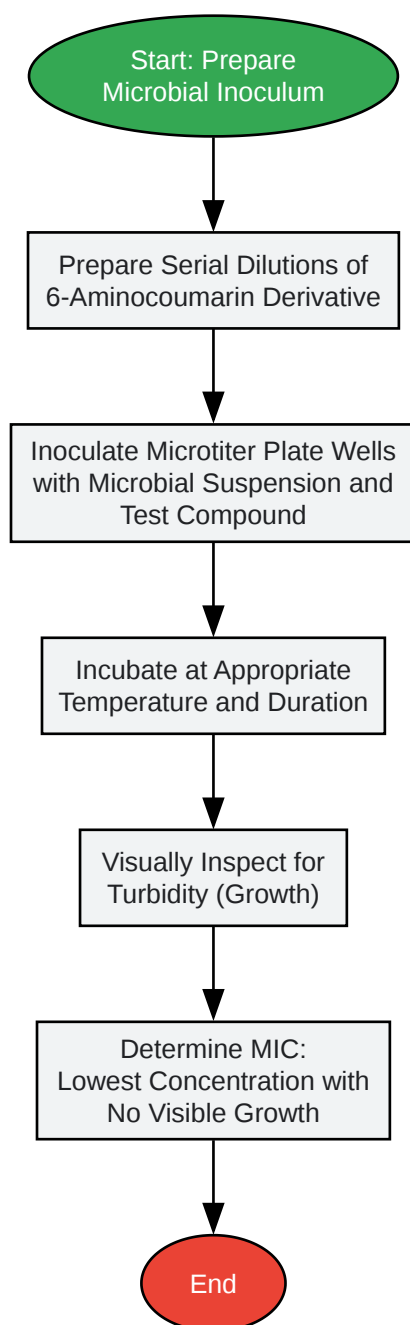 Start: Prepare
Microbial Inoculum
Prepare Serial Dilutions of
6-Aminocoumarin Derivative
Inoculate Microtiter Plate Wells
with Microbial Suspension and
Test Compound
Incubate at Appropriate
Temperature and Duration
Visually Inspect for
Turbidity (Growth)
Determine MIC:
Lowest Concentration with
No Visible Growth
End